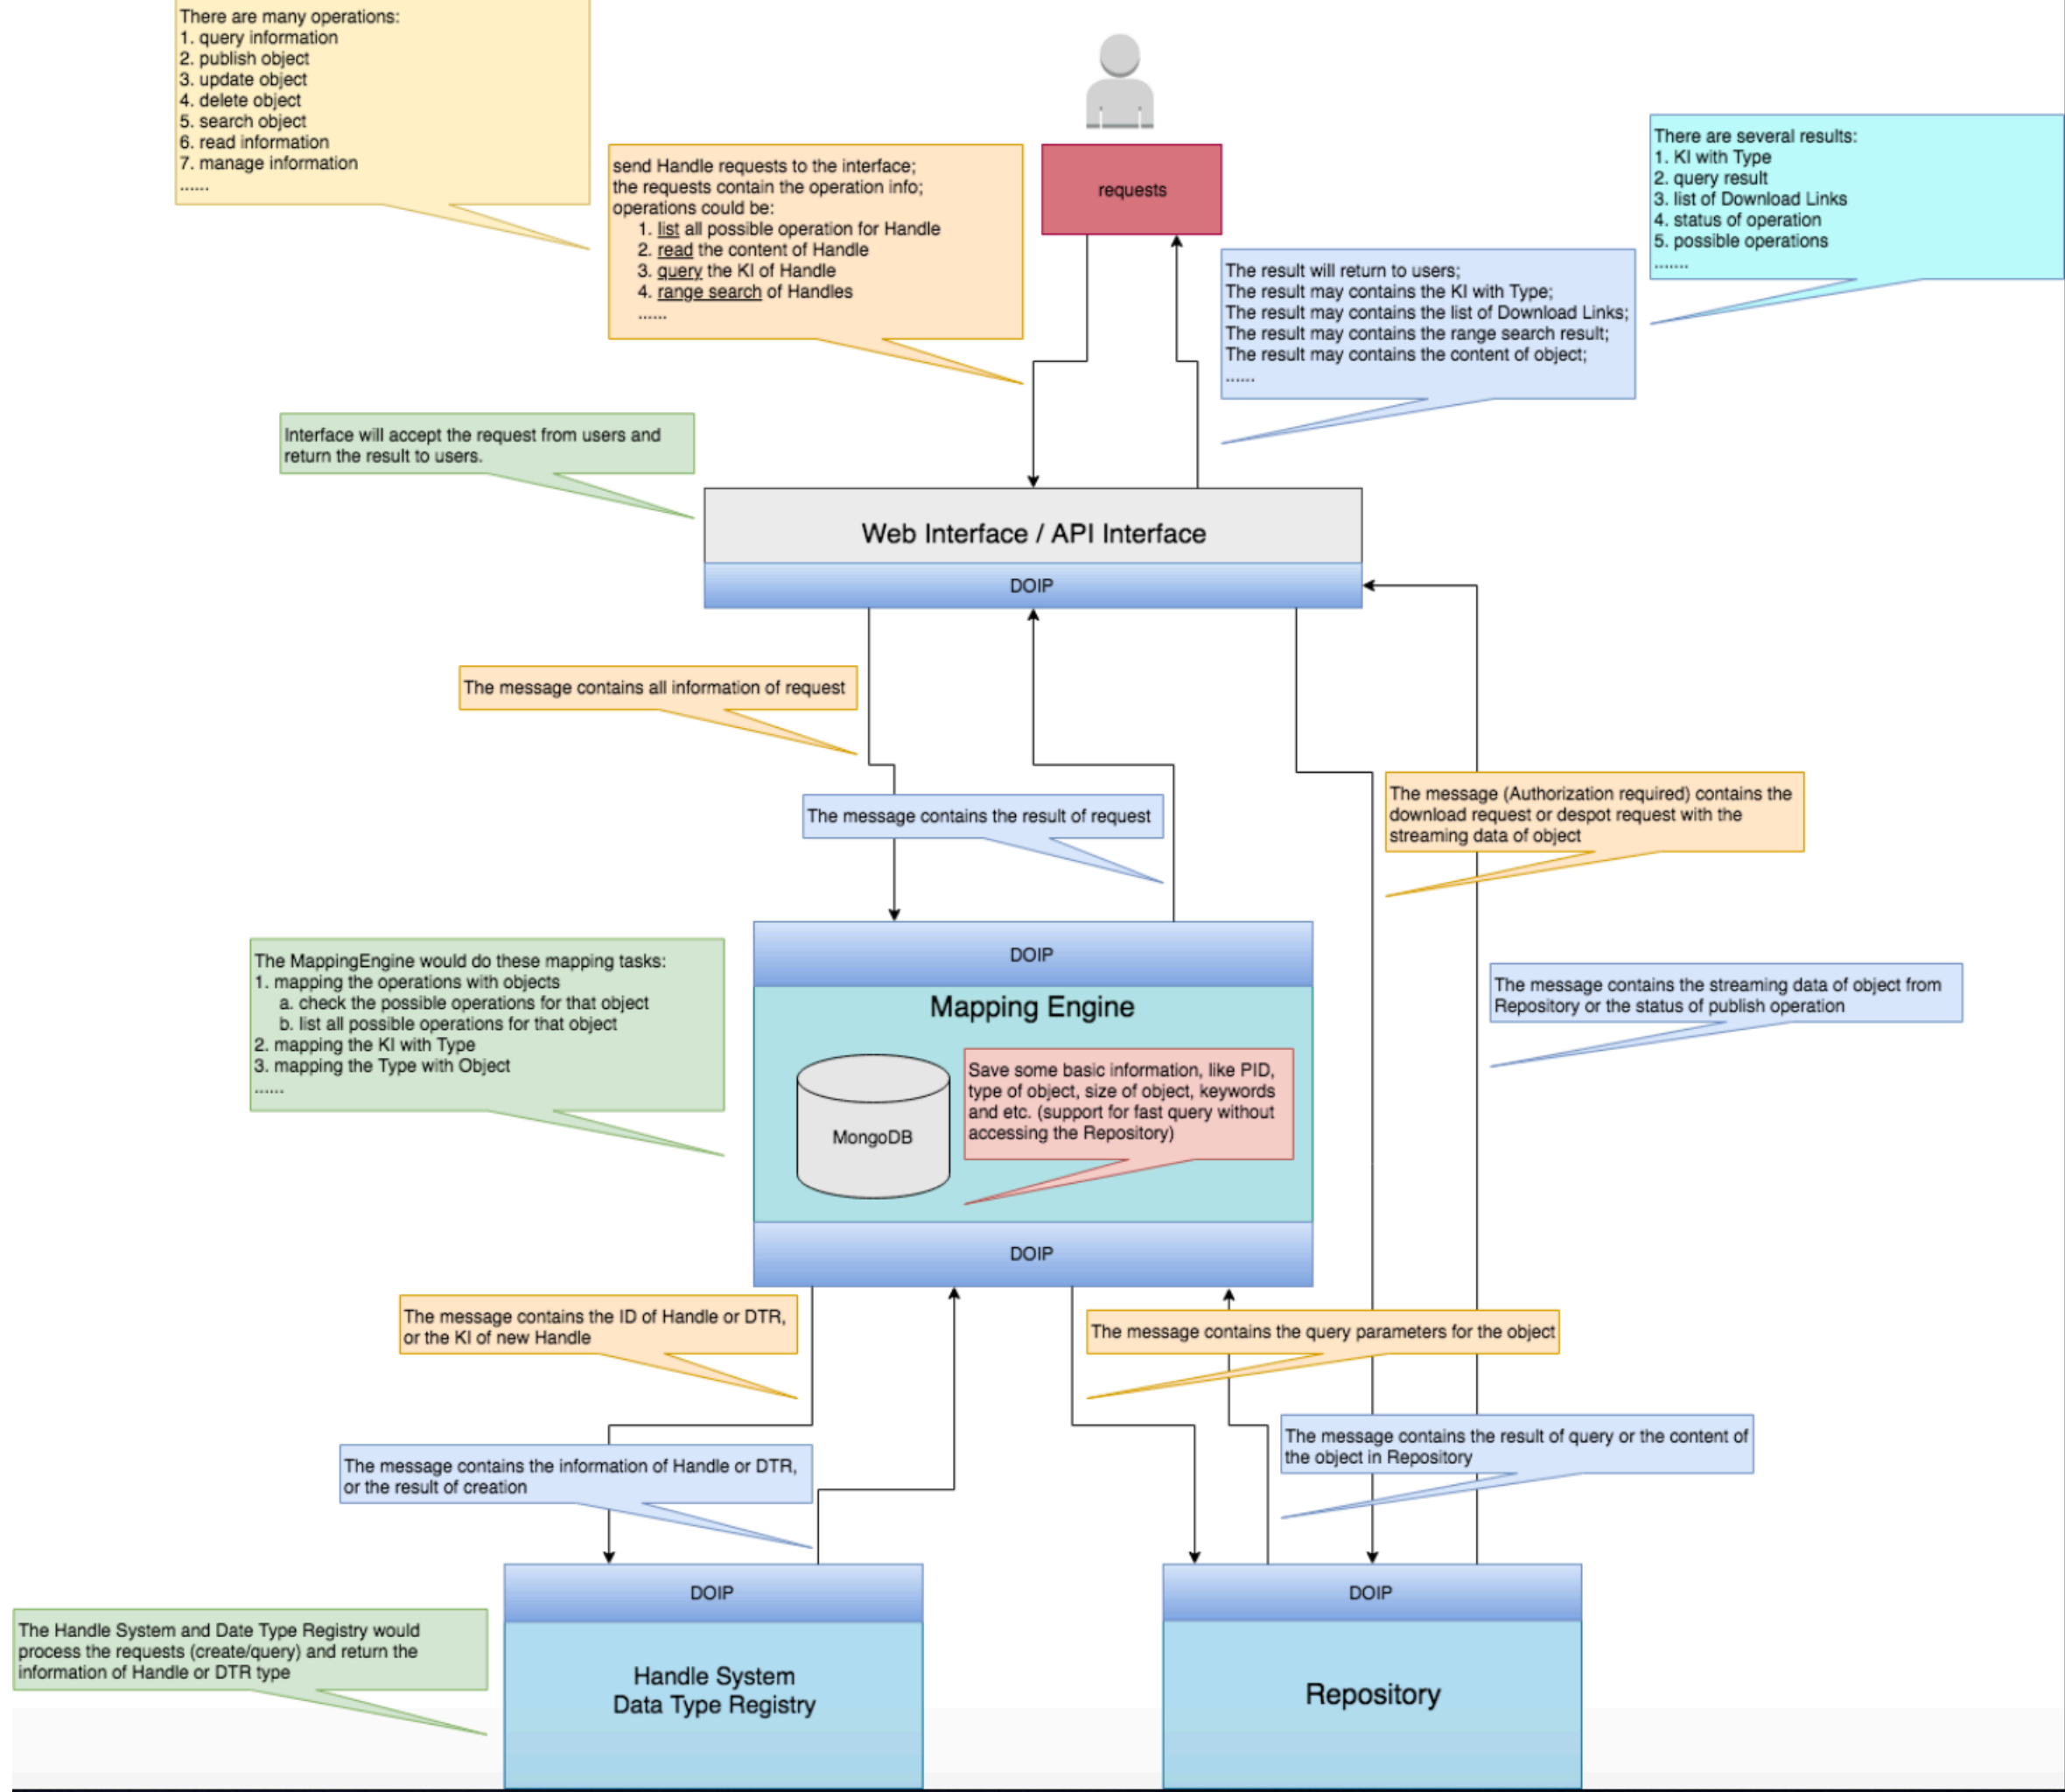 There are many operations:
1. query information
2. publish object
3. update object
4. delete object
5. search object
6. read information
7. manage information
......
send Handle requests to the interface;
the requests contain the operation info;
operations could be:
1. list all possible operation for Handle
2. read the content of Handle
3. query the KI of Handle
4. range search of Handles
......
requests
There are several results:
1. KI with Type
2. query result
3. list of Download Links
4. status of operation
5. possible operations
.......
The result will return to users;
The result may contains the KI with Type;
The result may contains the list of Download Links;
The result may contains the range search result;
The result may contains the content of object;
......
Interface will accept the request from users and
return the result to users.
Web Interface / API Interface
DOIP
The message contains all information of request
The message contains the result of request
The message (Authorization required) contains the
download request or despot request with the
streaming data of object
DOIP
The MappingEngine would do these mapping tasks:
1. mapping the operations with objects
a. check the possible operations for that object
b. list all possible operations for that object
2. mapping the KI with Type
3. mapping the Type with Object
......
Mapping Engine
The message contains the streaming data of object from
Repository or the status of publish operation
MongoDB
Save some basic information, like PID,
type of object, size of object, keywords
and etc. (support for fast query without
accessing the Repository)
DOIP
The message contains the ID of Handle or DTR,
or the KI of new Handle
The message contains the query parameters for the object
The message contains the information of Handle or DTR,
or the result of creation
The message contains the result of query or the content of
the object in Repository
DOIP
DOIP
The Handle System and Date Type Registry would
process the requests (create/query) and return the
information of Handle or DTR type
Handle System
Data Type Registry
Repository